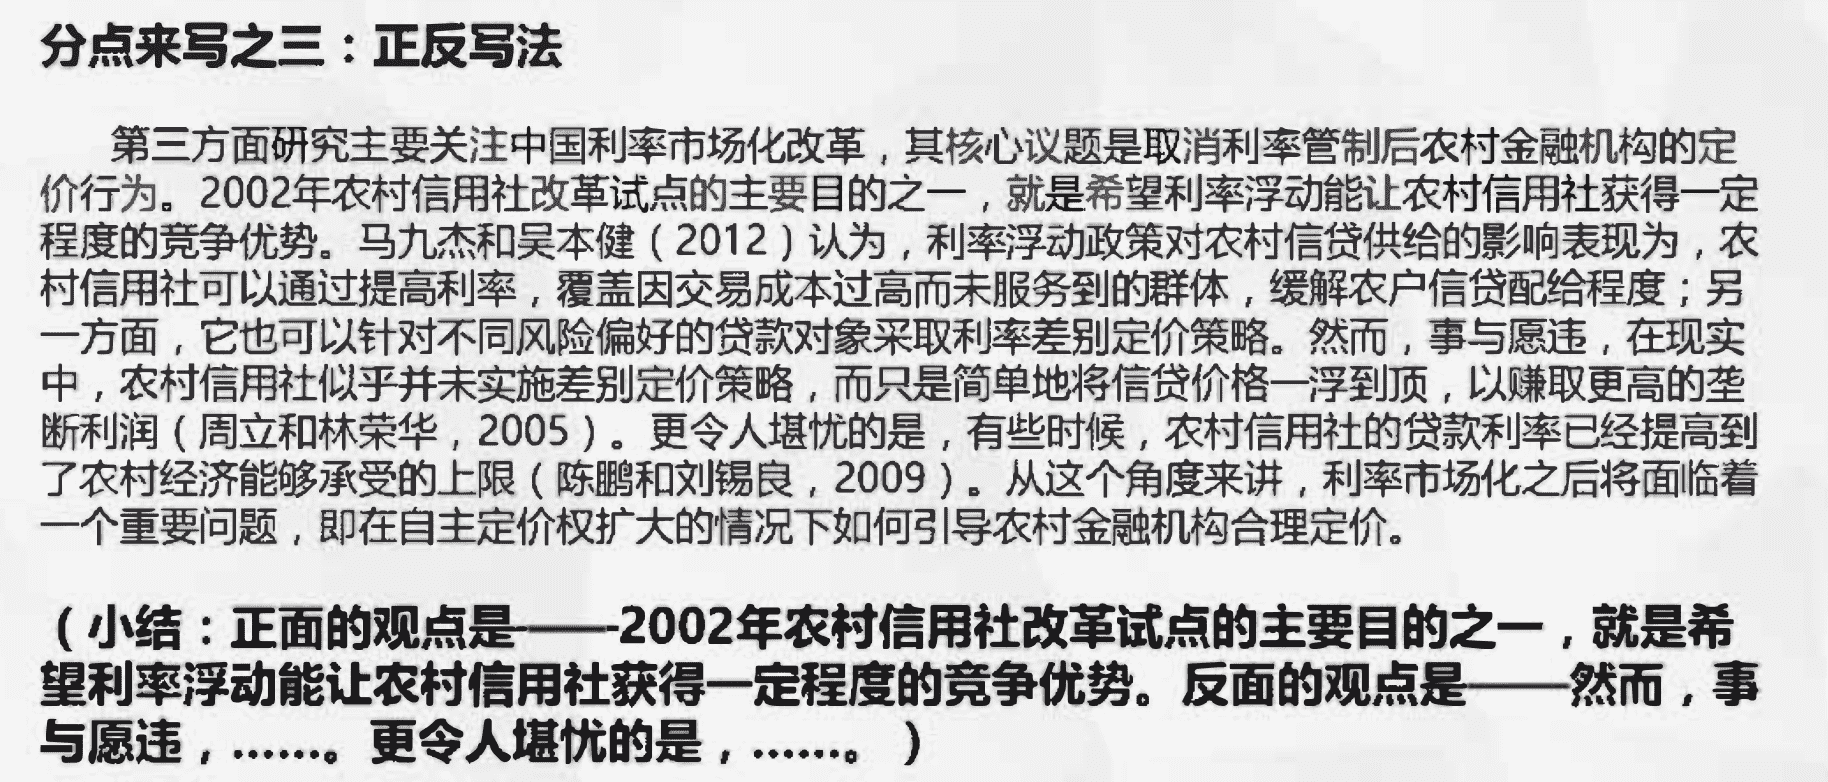 分点来写之三：正反写法
第三方面研究主要关注中国利率市场化改革，其核心议题是取消利率管制后农村金融机构的定
价行为。2002年农村信用社改革试点的主要目的之一，就是希望利率浮动能让农村信用社获得一定
程度的竞争优势。马九杰和吴本健（2012）认为，利率浮动政策对农村信贷供给的影响表现为，农
村信用社可以通过提高利率，覆盖因交易成本过高而未服务到的群体，缓解农户信贷配给程度；另
一方面，它也可以针对不同风险偏好的贷款对象采取利率差别定价策略。然而，事与愿违，在现实
中，农村信用社似乎并未实施差别定价策略，而只是简单地将信贷价格一浮到顶，以赚取更高的垄
断利润（周立和林荣华，2005）。更令人堪忧的是，有些时候，农村信用社的贷款利率已经提高到
了农村经济能够承受的上限（陈鹏和刘锡良，2009）。从这个角度来讲，利率市场化之后将面临着
一个重要问题，即在自主定价权扩大的情况下如何引导农村金融机构合理定价。
（小结：正面的观点是——2002年农村信用社改革试点的主要目的之一，就是希
望利率浮动能让农村信用社获得一定程度的竞争优势。反面的观点是——然而，事
与愿违，……。更令人堪忧的是，……。）